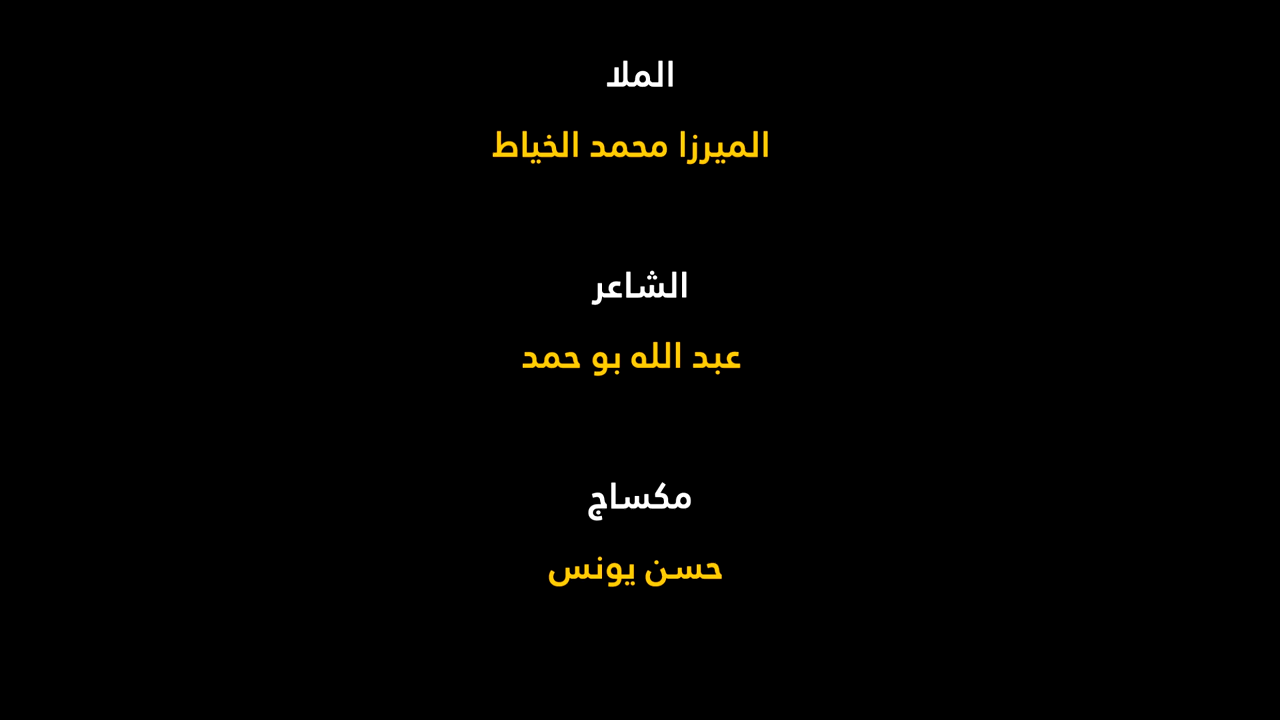 الملا
الميرزا محمد الخياط
الشاعر
عبد الله بو حمد
مكساج
حسن يونس